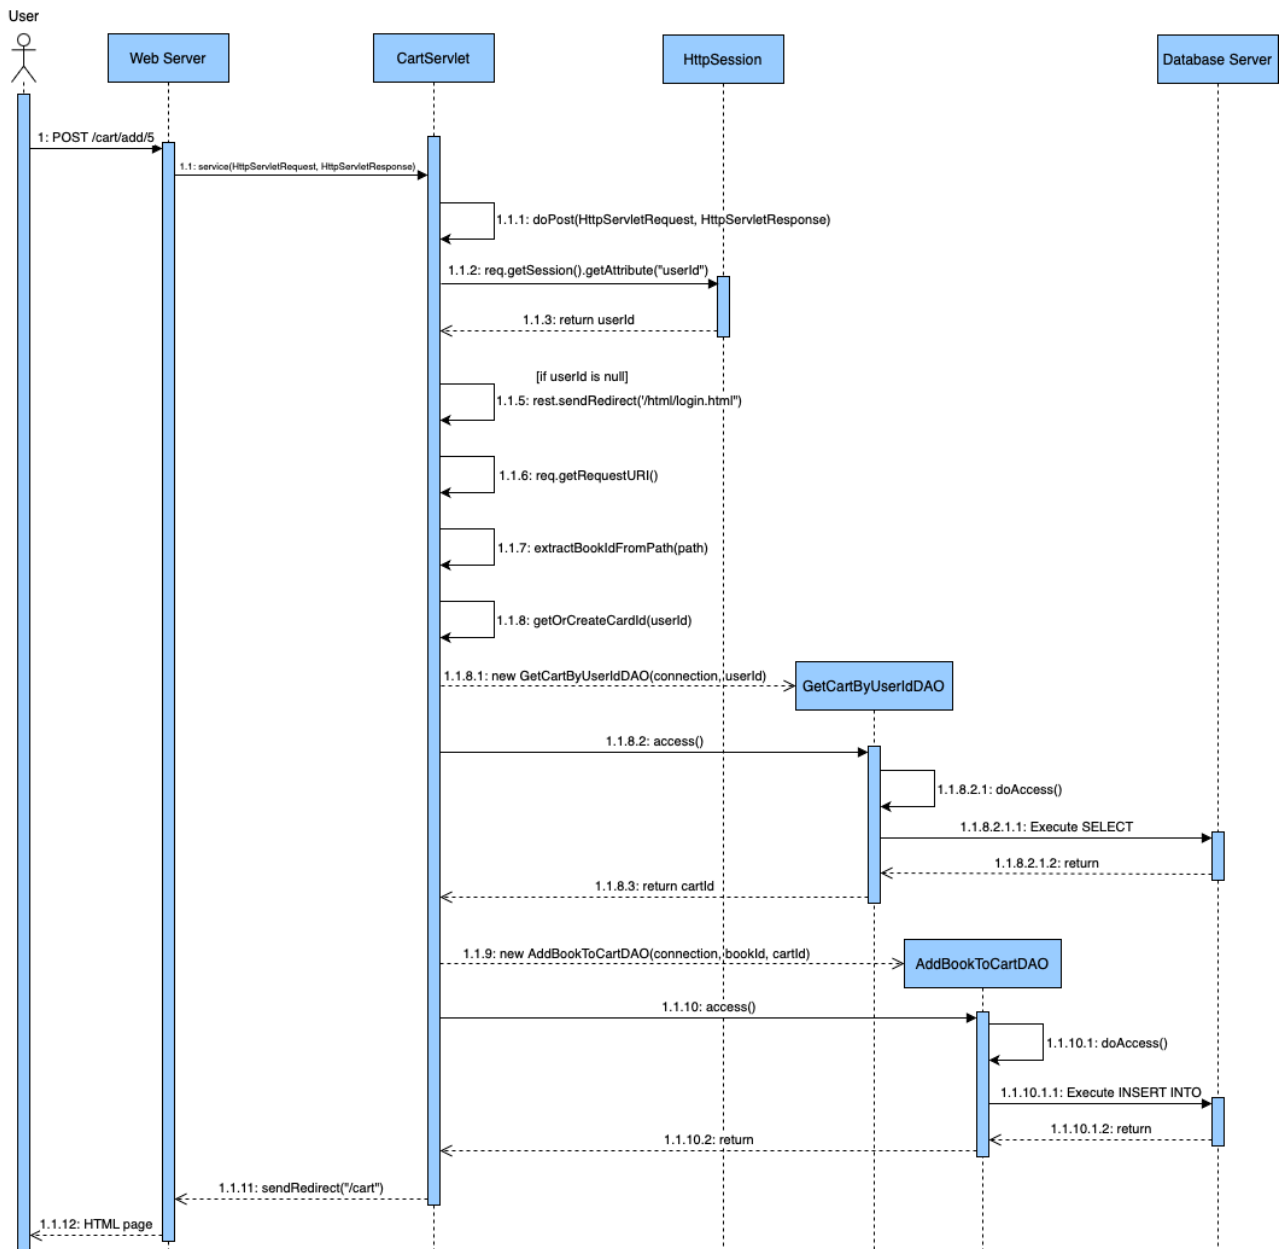 User
Web Server
CartServlet
HttpSession
Database Server
1: POST /cart/add/5
1.1: service(HttpServletRequest, HttpServletResponse)
1.1.1: doPost(HttpServletRequest, HttpServletResponse)
1.1.2: req.getSession().getAttribute("userId")
1.1.3: return userId
[if userId is null]
1.1.5: rest.sendRedirect('/html/login.html")
1.1.6: req.getRequestURI()
1.1.7: extractBookIdFromPath(path)
1.1.8: getOrCreateCardId(userId)
1.1.8.1: new GetCartByUserIdDAO(connection, userId)
GetCartByUserIdDAO
1.1.8.2: access()
1.1.8.2.1: doAccess()
1.1.8.2.1.1: Execute SELECT
1.1.8.2.1.2: return
1.1.8.3: return cartId
1.1.9: new AddBookToCartDAO(connection, bookId, cartId)
AddBookToCartDAO
1.1.10: access()
1.1.10.1: doAccess()
1.1.10.1.1: Execute INSERT INTO
1.1.10.1.2: return
1.1.10.2: return
1.1.11: sendRedirect("/cart")
1.1.12: HTML page